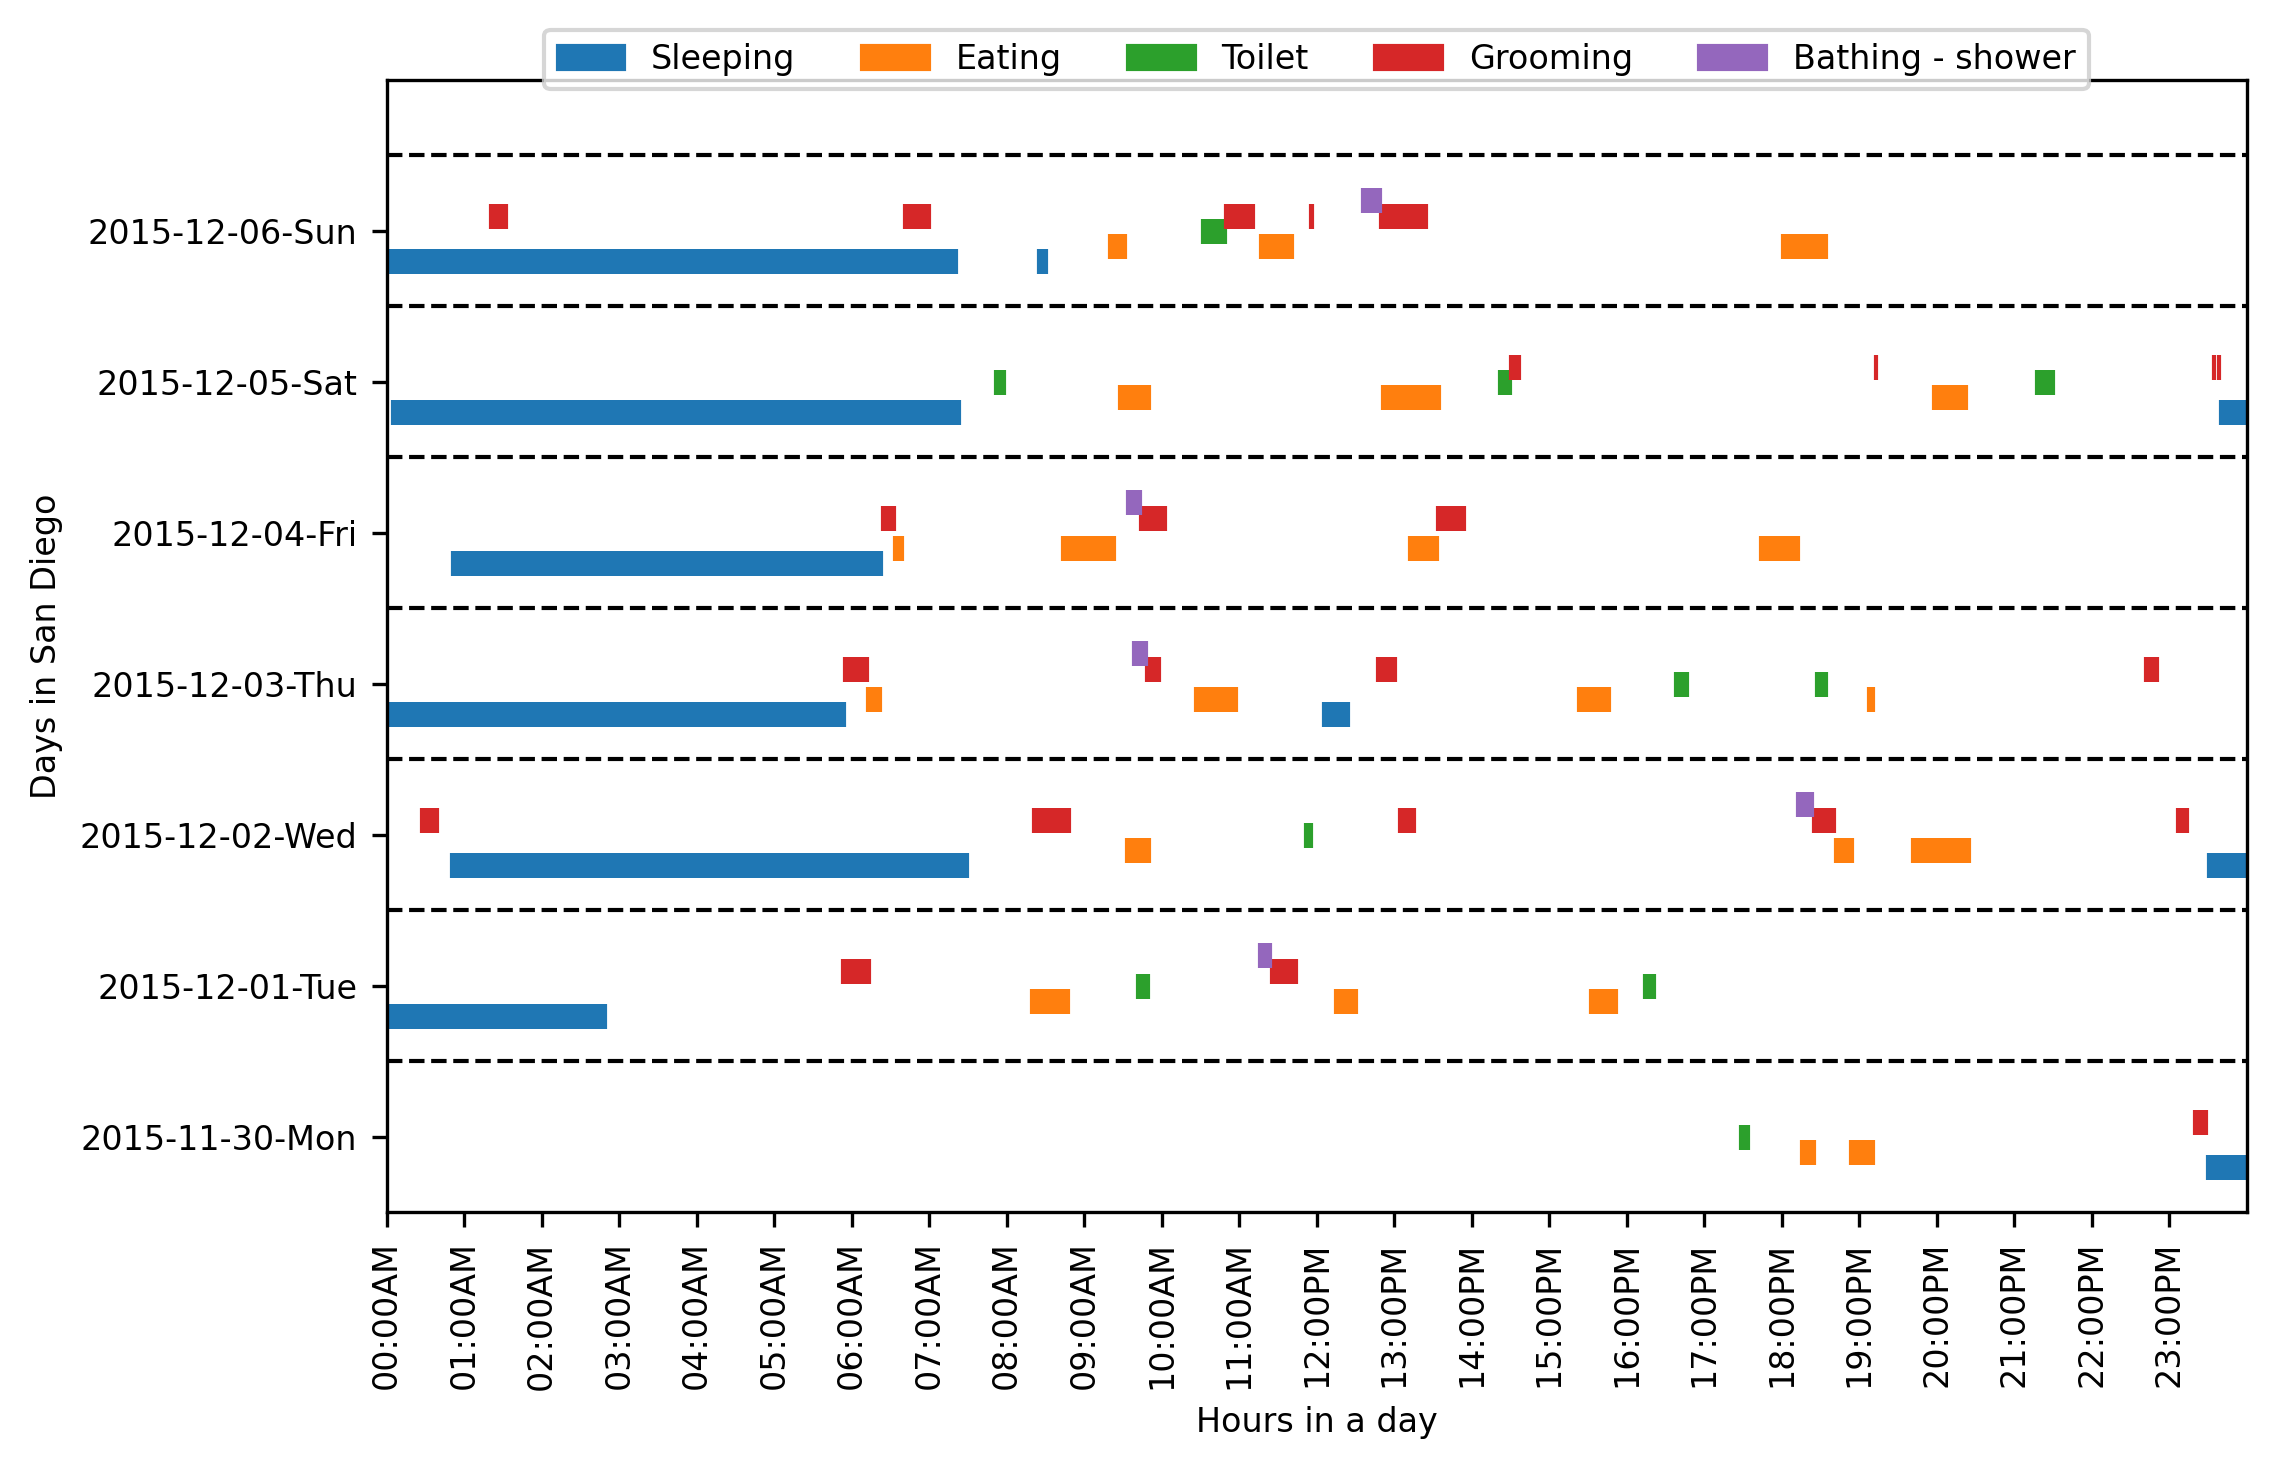 Sleeping Eating Toilet Grooming Bathing - shower
2015-12-06-Sun
2015-12-05-Sat
2015-12-04-Fri
2015-12-03-Thu
2015-12-02-Wed
2015-12-01-Tue
2015-11-30-Mon
Days in San Diego
00:00AM
01:00AM
02:00AM
03:00AM
04:00AM
05:00AM
06:00AM
07:00AM
08:00AM
09:00AM
10:00AM
11:00AM
12:00PM
13:00PM
14:00PM
15:00PM
16:00PM
17:00PM
18:00PM
19:00PM
20:00PM
21:00PM
22:00PM
23:00PM
Hours in a day